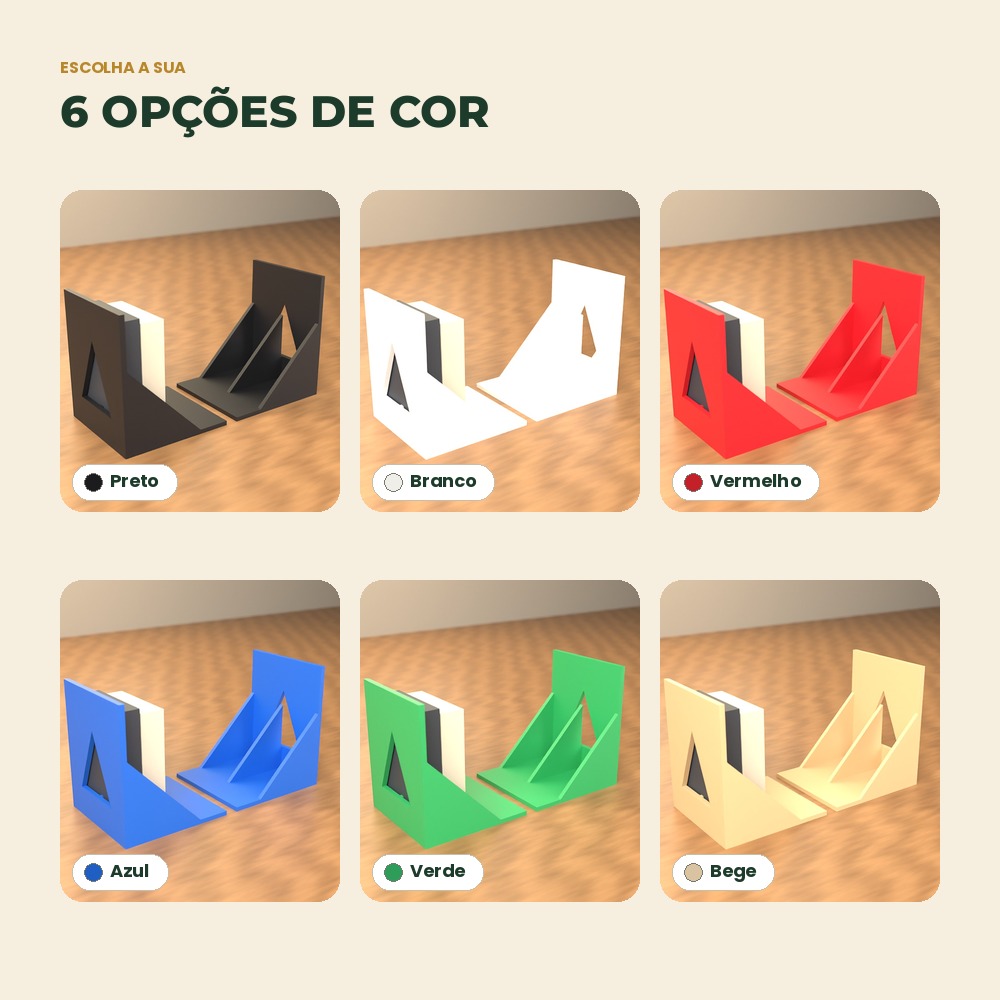 ESCOLHA A SUA
6 OPÇÕES DE COR
Preto
Branco
Vermelho
Azul
Verde
Bege